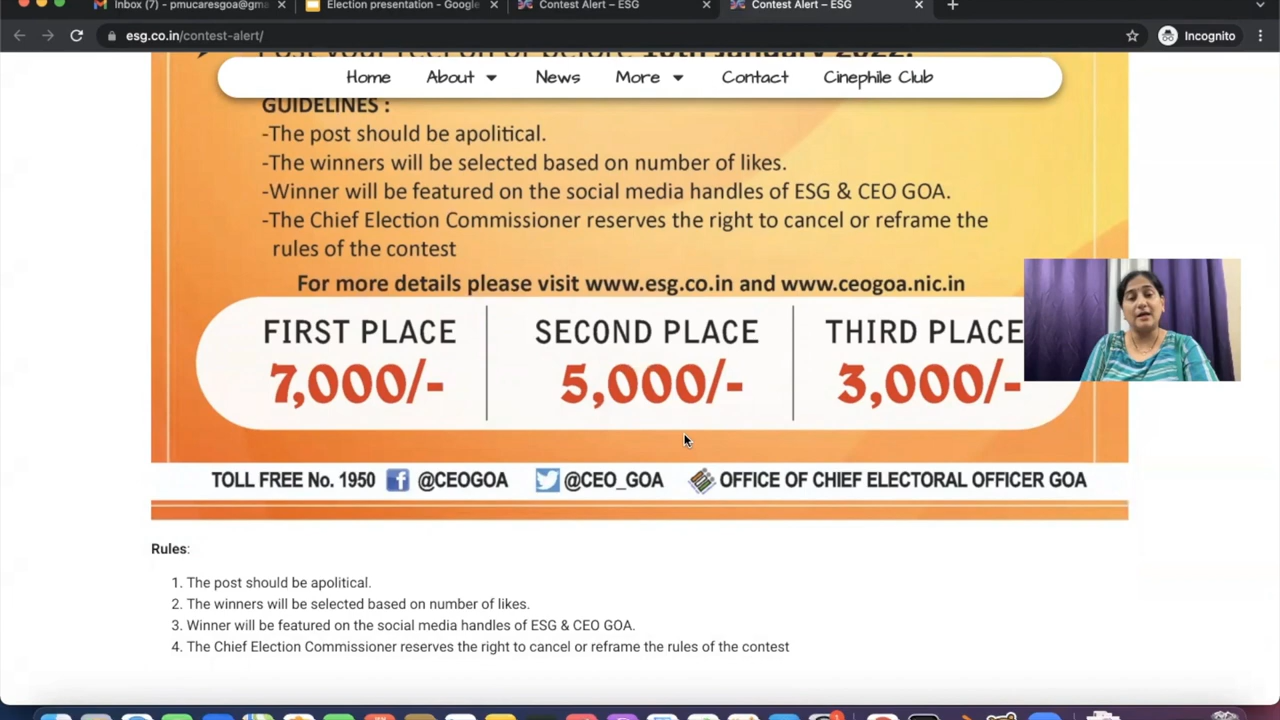 Inbox (7) - pmucaresgoa@gma
Election presentation - Google
Contest Alert – ESG
Contest Alert – ESG
esg.co.in/contest-alert/
Incognito
Home About News More Contact Cinephile Club
GUIDELINES :
-The post should be apolitical.
-The winners will be selected based on number of likes.
-Winner will be featured on the social media handles of ESG & CEO GOA.
-The Chief Election Commissioner reserves the right to cancel or reframe the
rules of the contest
For more details please visit www.esg.co.in and www.ceogoa.nic.in
FIRST PLACE SECOND PLACE THIRD PLACE
7,000/- 5,000/- 3,000/-
TOLL FREE No. 1950 @CEOGOA @CEO_GOA OFFICE OF CHIEF ELECTORAL OFFICER GOA
Rules:
1. The post should be apolitical.
2. The winners will be selected based on number of likes.
3. Winner will be featured on the social media handles of ESG & CEO GOA.
4. The Chief Election Commissioner reserves the right to cancel or reframe the rules of the contest